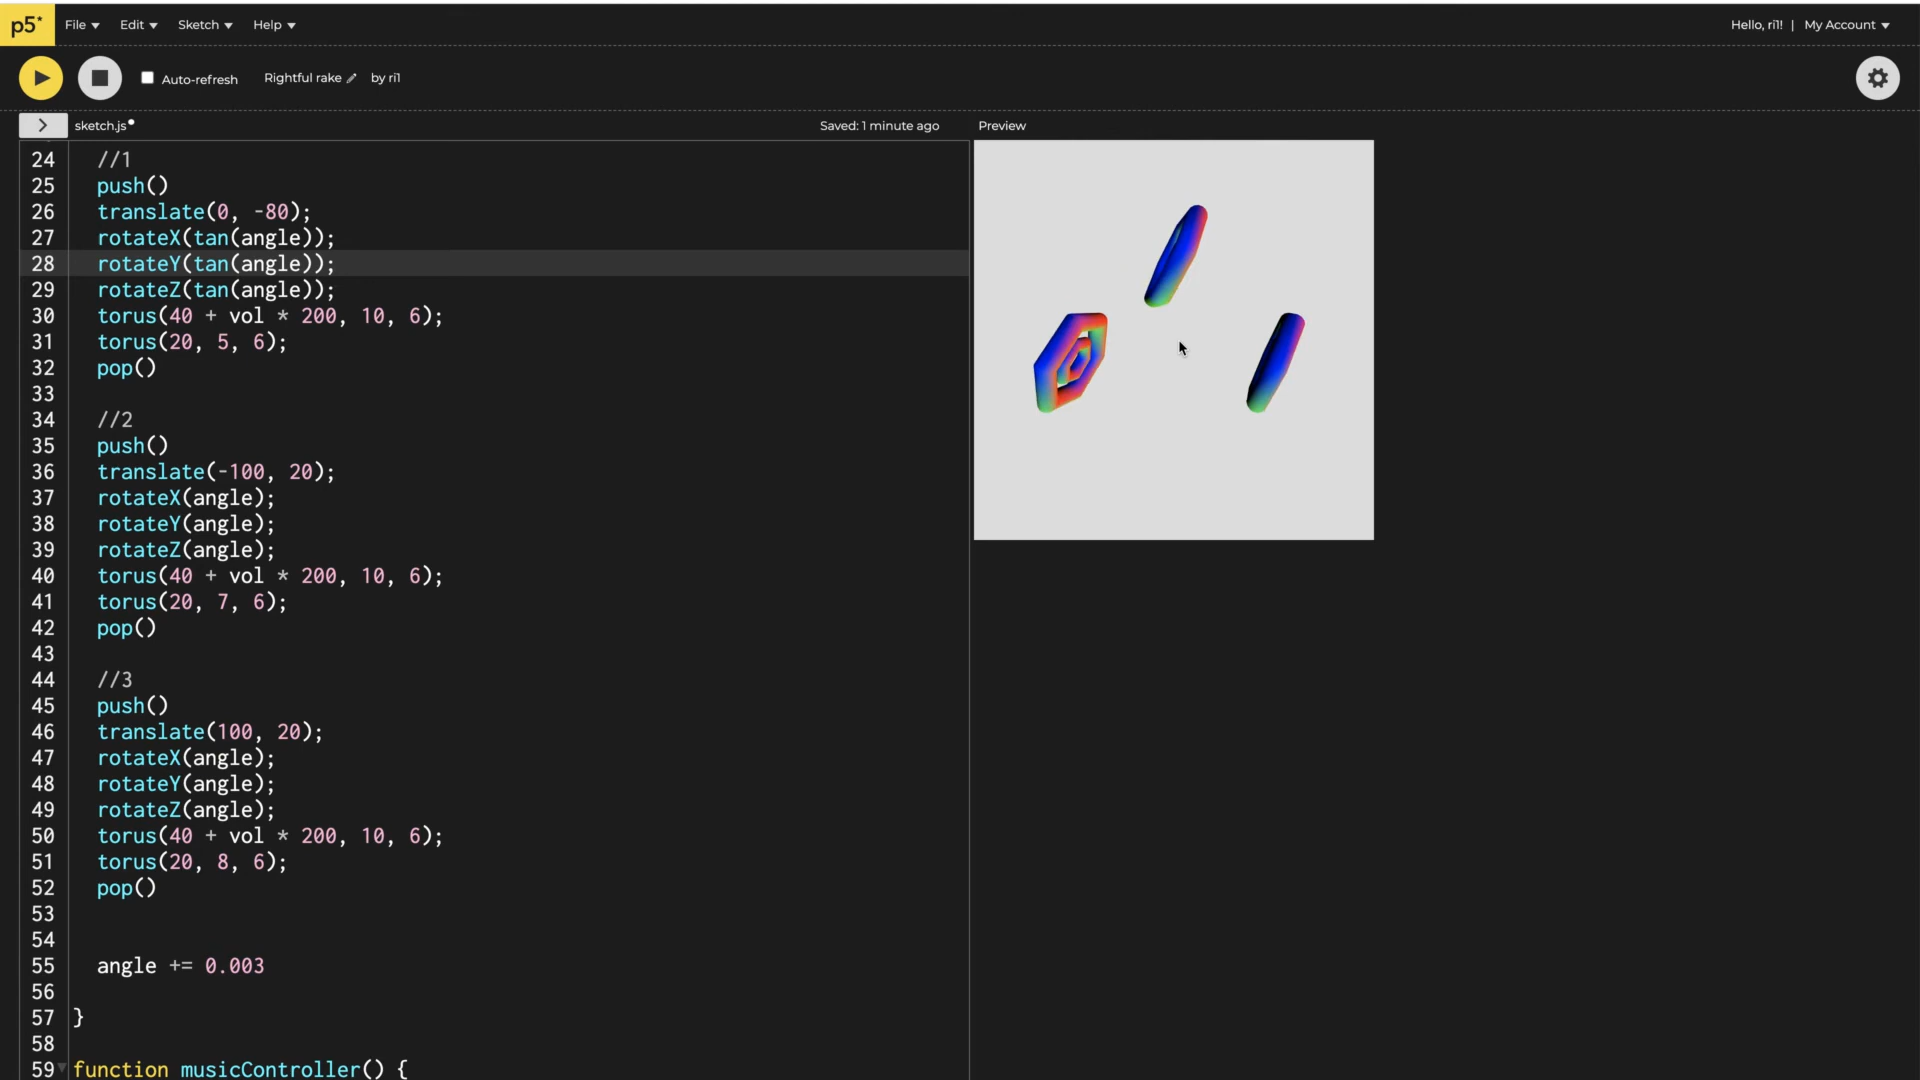 p5* File Edit Sketch Help Hello, ri1! | My Account
Auto-refresh Rightful rake by ri1
> sketch.js Saved: 1 minute ago Preview
24 //1
25 push()
26 translate(0, -80);
27 rotateX(tan(angle));
28 rotateY(tan(angle));
29 rotateZ(tan(angle));
30 torus(40 + vol * 200, 10, 6);
31 torus(20, 5, 6);
32 pop()
33
34 //2
35 push()
36 translate(-100, 20);
37 rotateX(angle);
38 rotateY(angle);
39 rotateZ(angle);
40 torus(40 + vol * 200, 10, 6);
41 torus(20, 7, 6);
42 pop()
43
44 //3
45 push()
46 translate(100, 20);
47 rotateX(angle);
48 rotateY(angle);
49 rotateZ(angle);
50 torus(40 + vol * 200, 10, 6);
51 torus(20, 8, 6);
52 pop()
53
54
55 angle += 0.003
56
57 }
58
59 function musicController() {